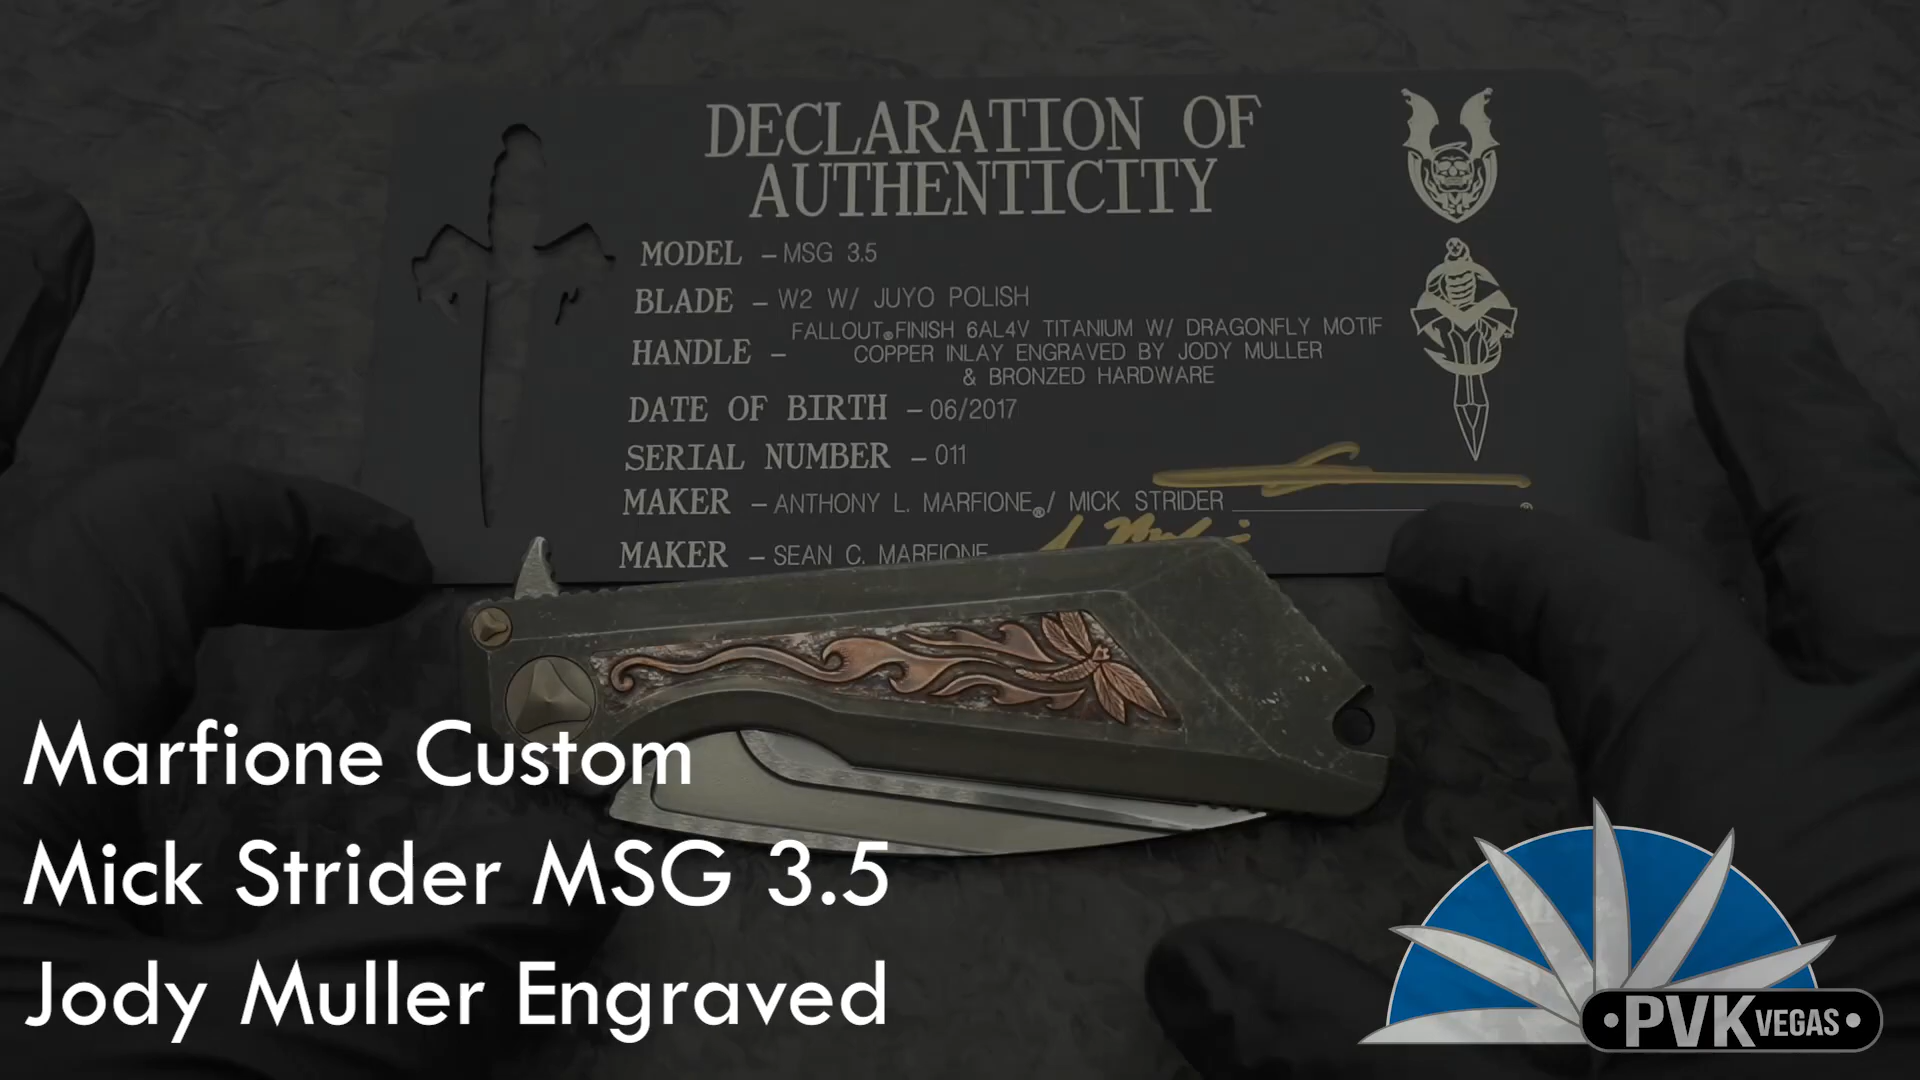 DECLARATION OF
AUTHENTICITY
MODEL – MSG 3.5
BLADE – W2 W/ JUYO POLISH
HANDLE – FALLOUT® FINISH 6AL4V TITANIUM W/ DRAGONFLY MOTIF
COPPER INLAY ENGRAVED BY JODY MULLER
& BRONZED HARDWARE
DATE OF BIRTH – 06/2017
SERIAL NUMBER – 011
MAKER – ANTHONY L. MARFIONE®/ MICK STRIDER
MAKER – SEAN C. MARFIONE
Marfione Custom
Mick Strider MSG 3.5
Jody Muller Engraved
•PVK VEGAS•